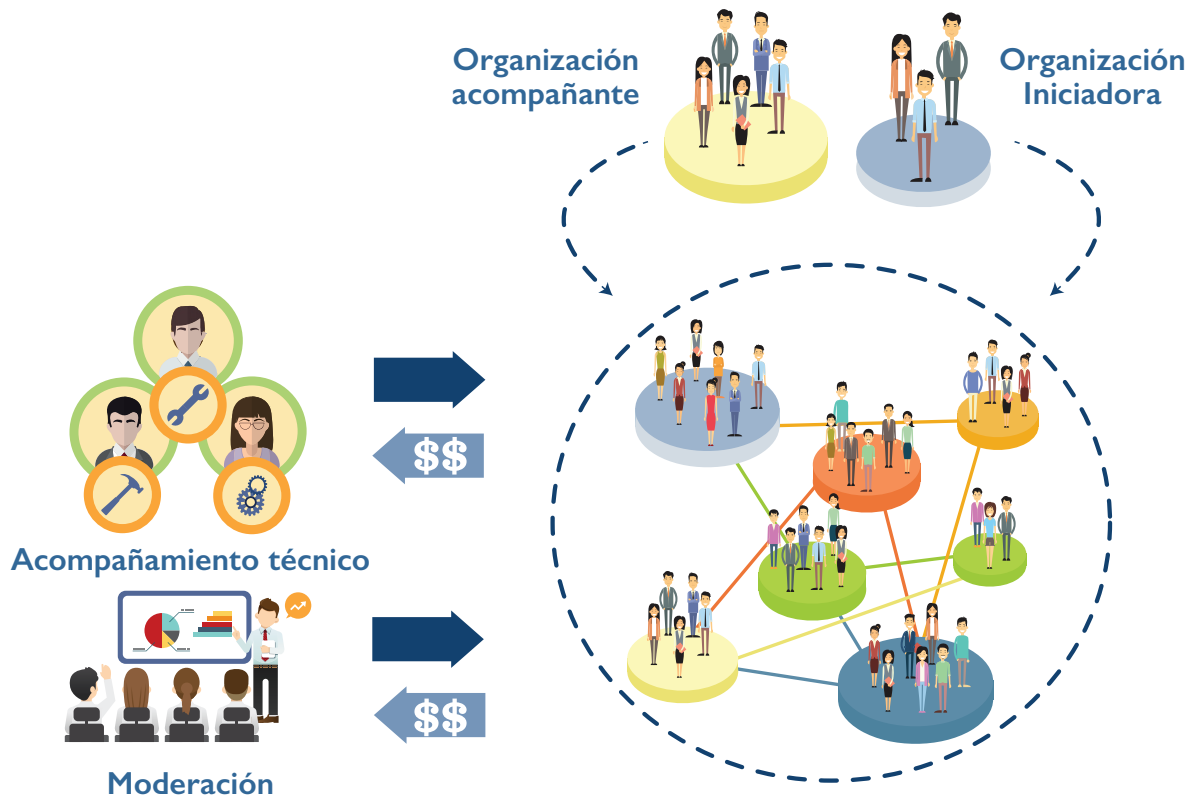 Organización
acompañante
Organización
Iniciadora
$$
Acompañamiento técnico
$$
Moderación